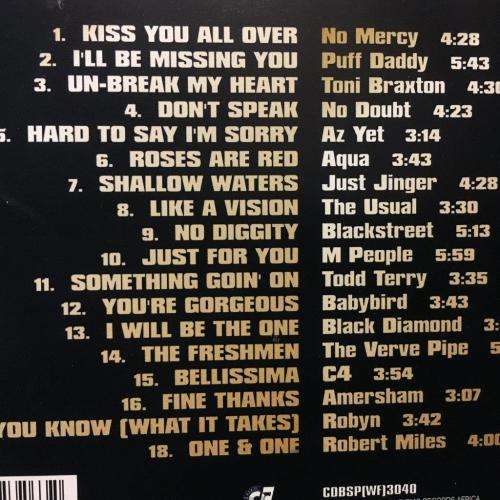 1. KISS YOU ALL OVER No Mercy 4:28
2. I'LL BE MISSING YOU Puff Daddy 5:43
3. UN-BREAK MY HEART Toni Braxton 4:30
4. DON'T SPEAK No Doubt 4:23
5. HARD TO SAY I'M SORRY Az Yet 3:14
6. ROSES ARE RED Aqua 3:43
7. SHALLOW WATERS Just Jinger 4:28
8. LIKE A VISION The Usual 3:30
9. NO DIGGITY Blackstreet 5:13
10. JUST FOR YOU M People 5:59
11. SOMETHING GOIN' ON Todd Terry 3:35
12. YOU'RE GORGEOUS Babybird 3:43
13. I WILL BE THE ONE Black Diamond 3:
14. THE FRESHMEN The Verve Pipe
15. BELLISSIMA C4 3:54
16. FINE THANKS Amersham 3:07
YOU KNOW (WHAT IT TAKES) Robyn 3:42
18. ONE & ONE Robert Miles 4:00
CDBSP(WF)3040